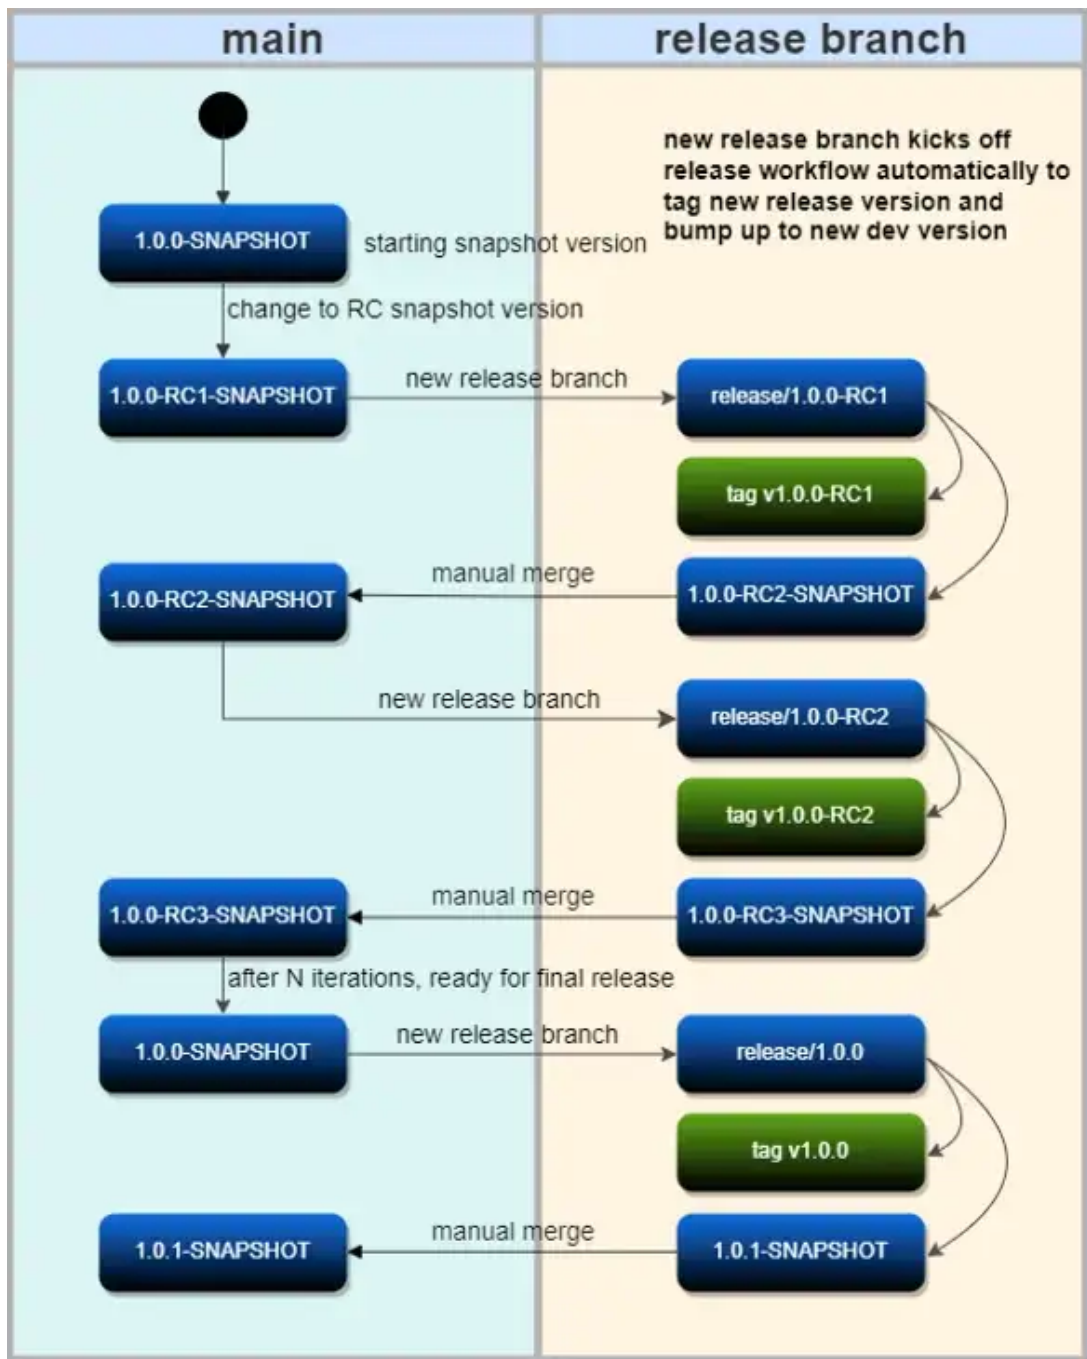 main
release branch
new release branch kicks off
release workflow automatically to
tag new release version and
bump up to new dev version
1.0.0-SNAPSHOT
starting snapshot version
change to RC snapshot version
1.0.0-RC1-SNAPSHOT
new release branch
release/1.0.0-RC1
tag v1.0.0-RC1
1.0.0-RC2-SNAPSHOT
manual merge
1.0.0-RC2-SNAPSHOT
new release branch
release/1.0.0-RC2
tag v1.0.0-RC2
1.0.0-RC3-SNAPSHOT
manual merge
1.0.0-RC3-SNAPSHOT
after N iterations, ready for final release
1.0.0-SNAPSHOT
new release branch
release/1.0.0
tag v1.0.0
1.0.1-SNAPSHOT
manual merge
1.0.1-SNAPSHOT